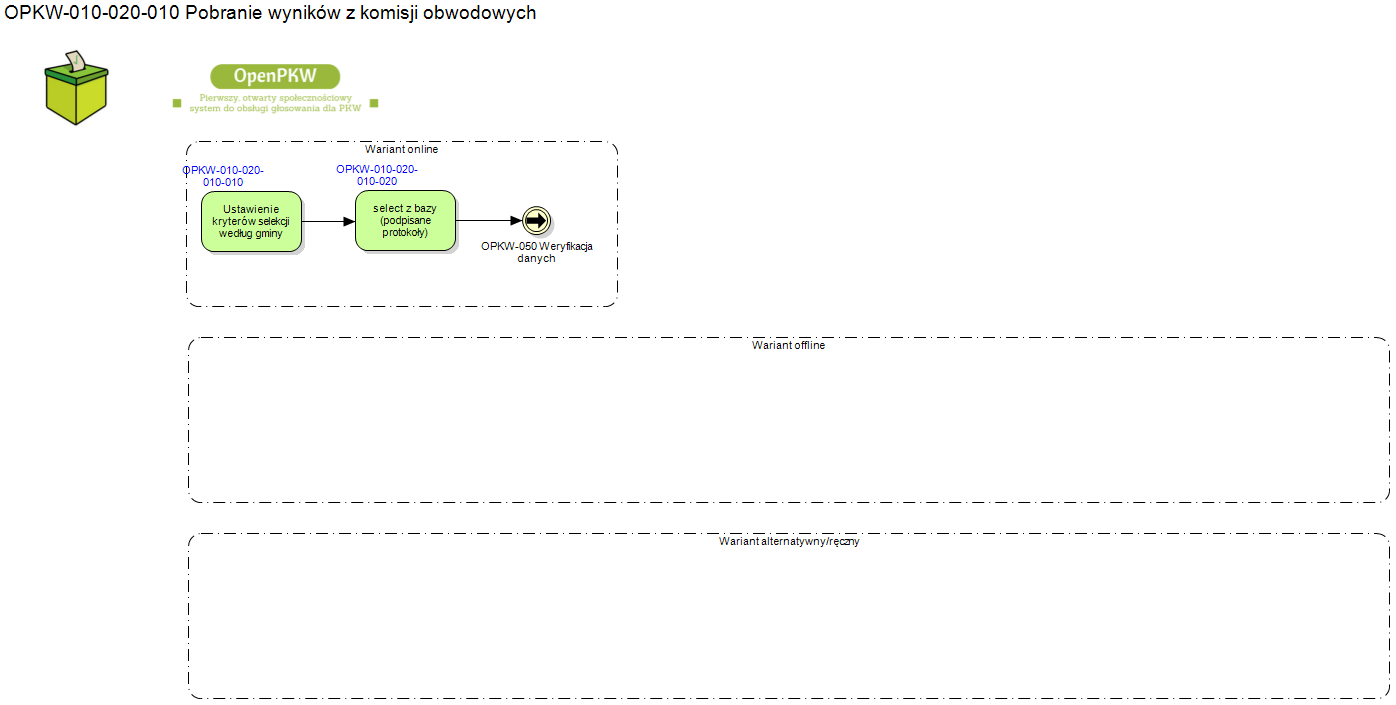 OPKW-010-020-010 Pobranie wyników z komisji obwodowych
OpenPKW
Pierwszy, otwarty społecznościowy
system do obsługi głosowania dla PKW
Wariant online
OPKW-010-020-
010-010
Ustawienie
kryterów selekcji
według gminy
OPKW-010-020-
010-020
select z bazy
(podpisane
protokoły)
OPKW-050 Weryfikacja
danych
Wariant offline
Wariant alternatywny/ręczny